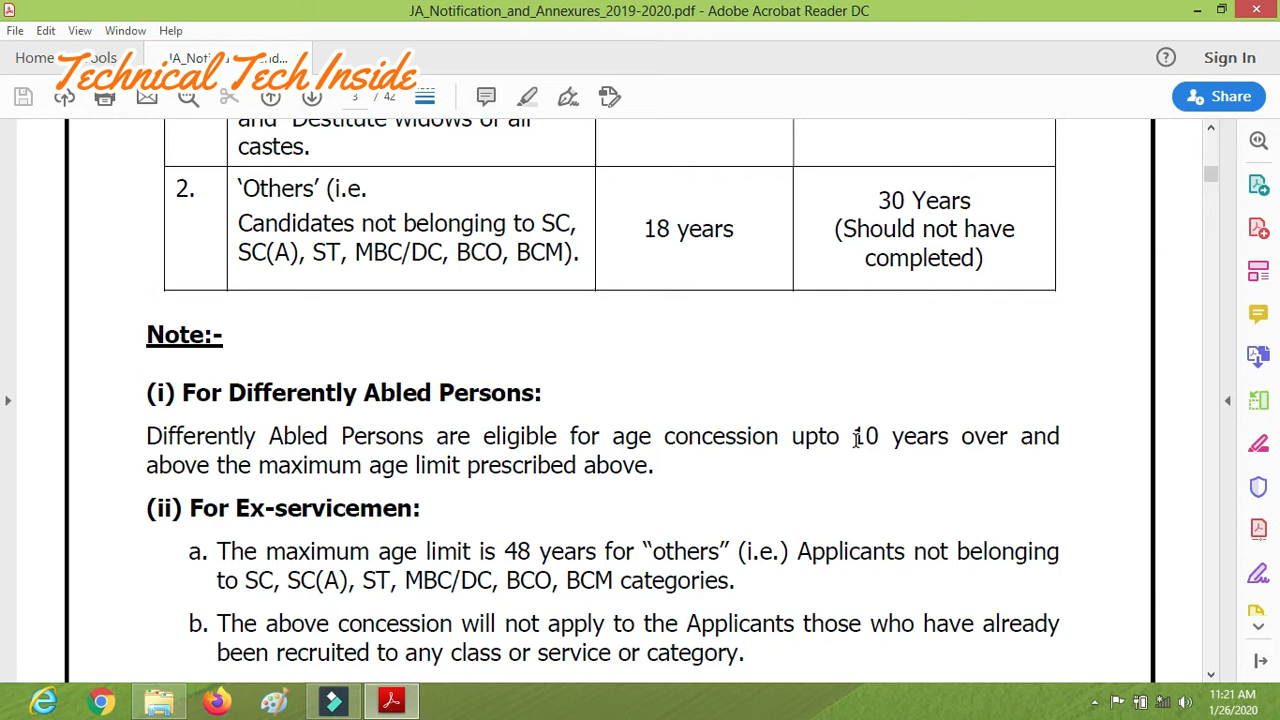 JA_Notification_and_Annexures_2019-2020.pdf - Adobe Acrobat Reader DC
File Edit View Window Help
Home Tools
Technical Tech Inside
Sign In
3 / 42
Share
and Destitute widows of all
castes.
2. ‘Others’ (i.e.
Candidates not belonging to SC,
SC(A), ST, MBC/DC, BCO, BCM).
18 years
30 Years
(Should not have
completed)
Note:-
(i) For Differently Abled Persons:
Differently Abled Persons are eligible for age concession upto 10 years over and
above the maximum age limit prescribed above.
(ii) For Ex-servicemen:
a. The maximum age limit is 48 years for “others” (i.e.) Applicants not belonging
to SC, SC(A), ST, MBC/DC, BCO, BCM categories.
b. The above concession will not apply to the Applicants those who have already
been recruited to any class or service or category.
11:21 AM
1/26/2020